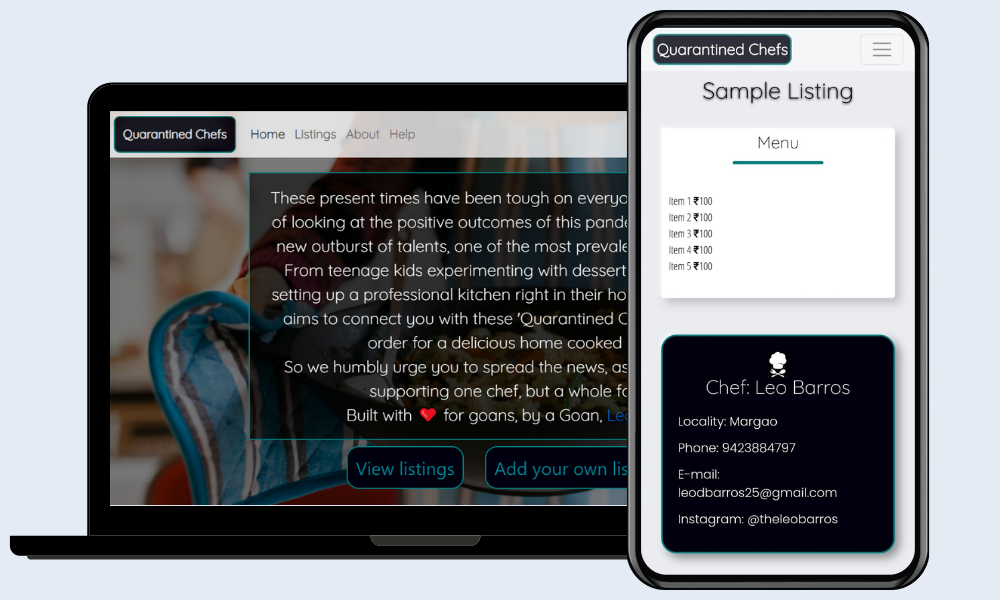 Quarantined Chefs
Home Listings About Help
These present times have been tough on everyo
of looking at the positive outcomes of this pande
new outburst of talents, one of the most prevale
From teenage kids experimenting with dessert
setting up a professional kitchen right in their ho
aims to connect you with these 'Quarantined C
order for a delicious home cooked
So we humbly urge you to spread the news, as
supporting one chef, but a whole fa
Built with ❤ for goans, by a Goan, Leo
View listings
Add your own lis
Quarantined Chefs
Sample Listing
Menu
Item 1 ₹100
Item 2 ₹100
Item 3 ₹100
Item 4 ₹100
Item 5 ₹100
Chef: Leo Barros
Locality: Margao
Phone: 9423884797
E-mail:
leodbarros25@gmail.com
Instagram: @theleobarros